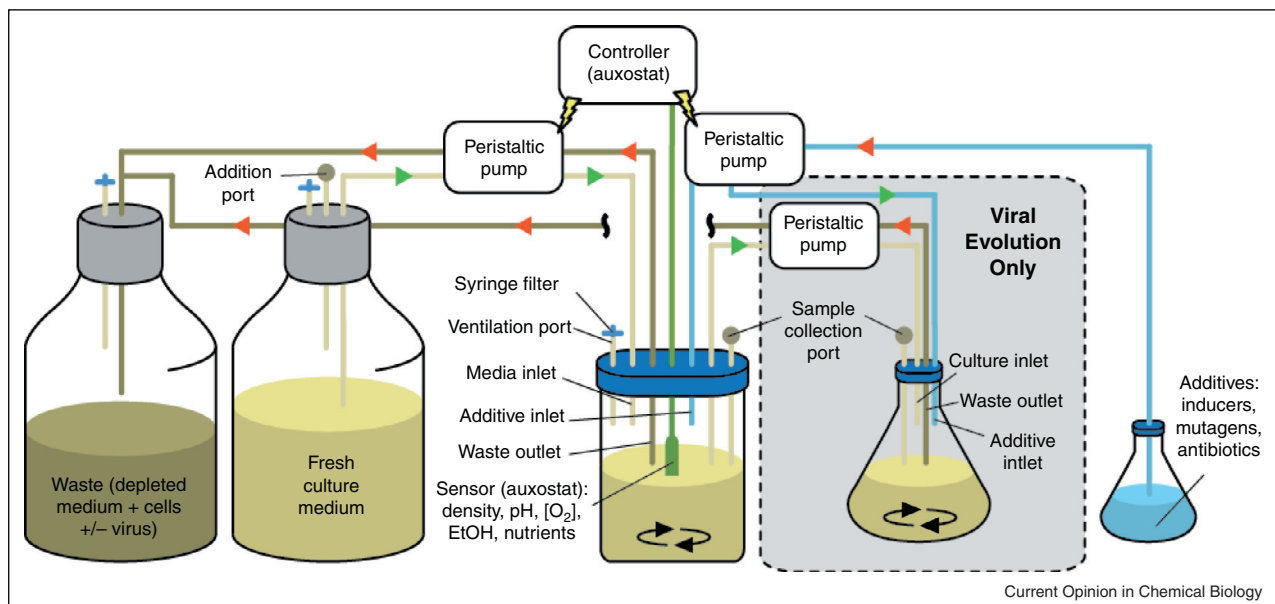 Controller
(auxostat)
Peristaltic
pump
Peristaltic
pump
Addition
port
Peristaltic
pump
Viral
Evolution
Only
Syringe filter
Ventilation port
Media inlet
Additive inlet
Waste outlet
Sensor (auxostat):
density, pH, [O₂],
EtOH, nutrients
Sample
collection
port
Culture inlet
Waste outlet
Additive
intlet
Additives:
inducers,
mutagens,
antibiotics
Waste (depleted
medium + cells
+/– virus)
Fresh
culture
medium
Current Opinion in Chemical Biology